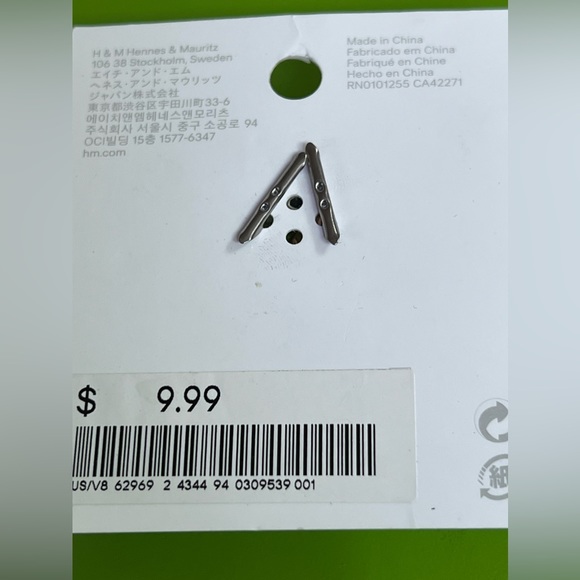 H & M Hennes & Mauritz
106 38 Stockholm, Sweden
エイチ・アンド・エム
ヘネス・アンド・マウリッツ
ジャパン株式会社
東京都渋谷区宇田川町33-6
에이치앤엠헤네스앤모리츠
주식회사 서울시 중구 소공로 94
OCI빌딩 15층 1577-6347
hm.com
Made in China
Fabricado em China
Fabriqué en Chine
Hecho en China
RN0101255 CA42271
$ 9.99
US/V8 62969 2 4344 94 0309539 001
紙